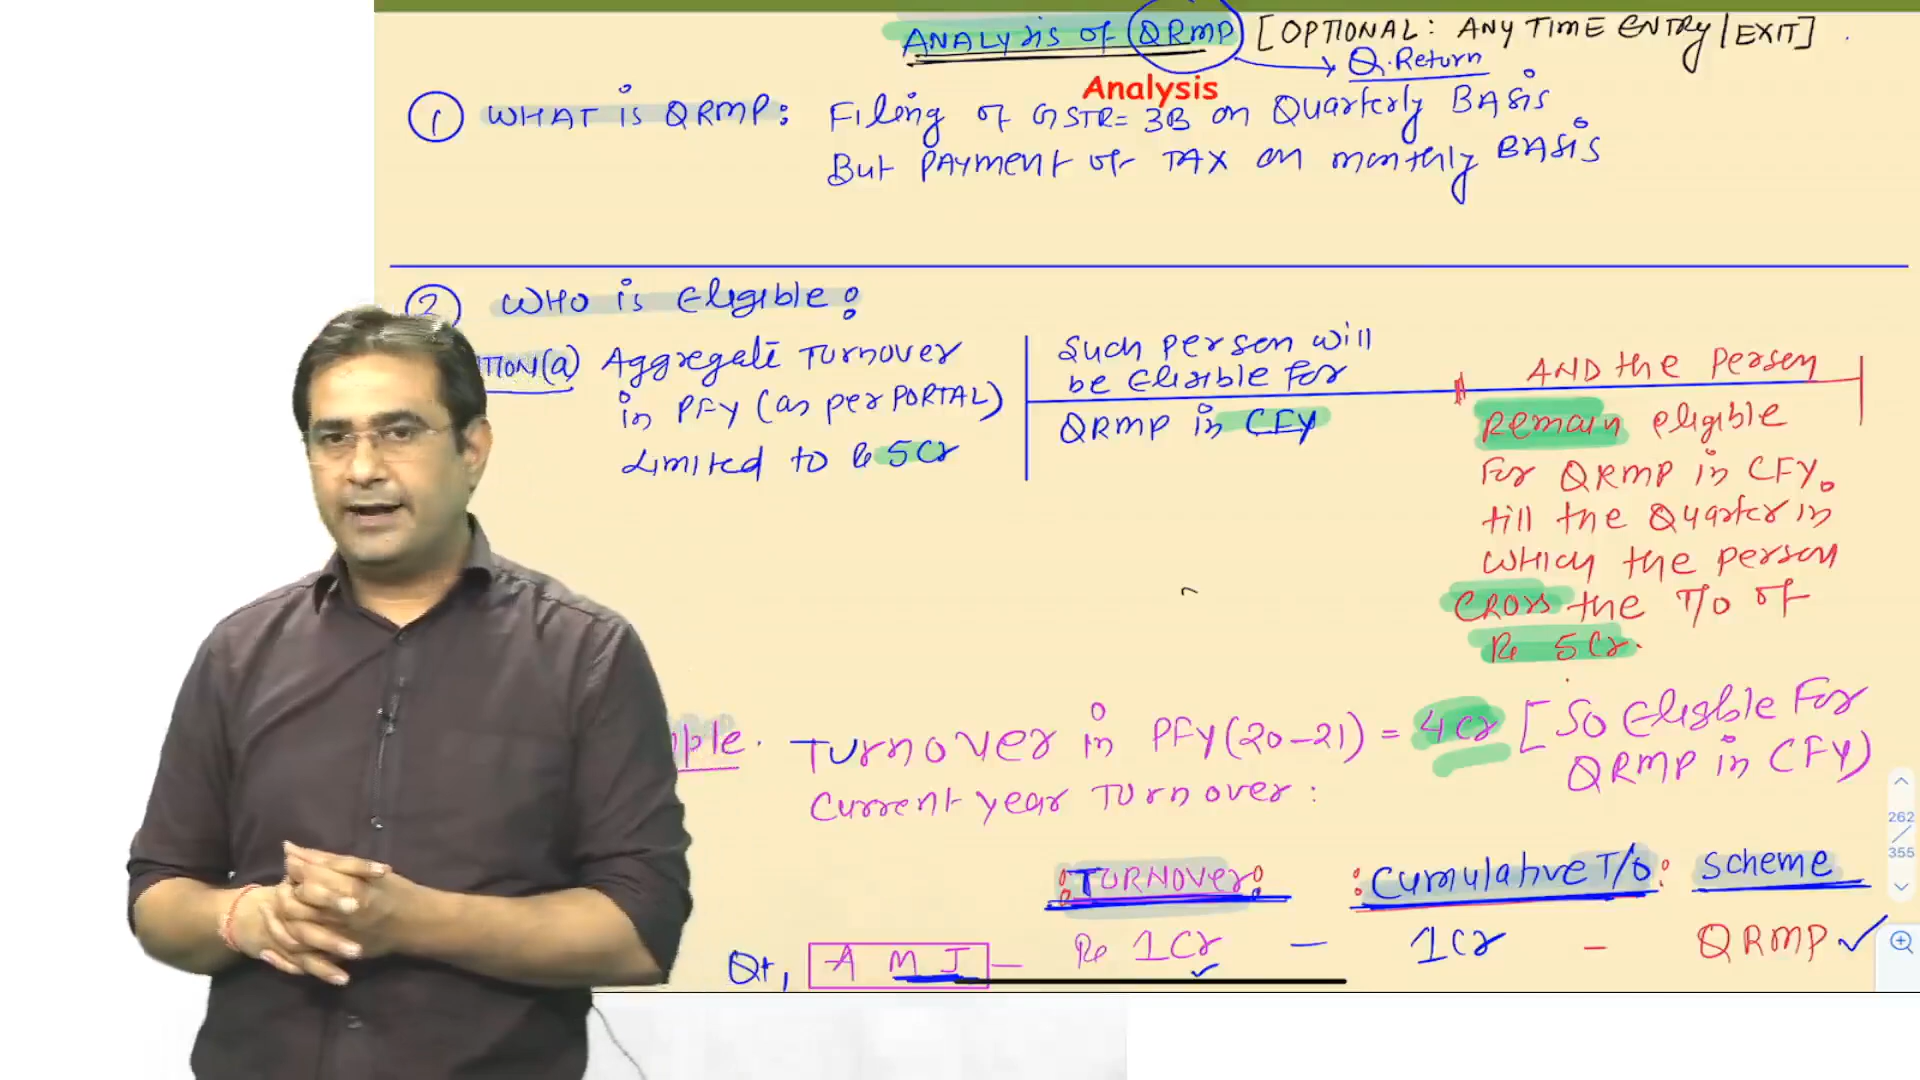 ANALYSIS OF QRMP [OPTIONAL: ANY TIME ENTRY/EXIT]
Q.Return
Analysis
1 WHAT is QRMP: Filing of GSTR=3B on Quarterly BASIS
But PAYMENT of TAX on monthly BASIS
2 WHO is Eligible:
TION(a) Aggregate Turnover
in PFY (as per PORTAL)
Limited to Rs 5Cr
Such person will
be Eligible For
QRMP in CFY
AND the Person
Remain eligible
For QRMP in CFY.
till the Quarter in
which the person
CROSS the T/O of
Rs 5Cr.
ple. Turnover in PFY(20-21) = 4Cr [So Eligible For
QRMP in CFY)
Current year Turnover:
TURNOVER Cumulative T/O Scheme
Qr, A M J - Rs 1Cr - 1Cr - QRMP ✓
262
/
355